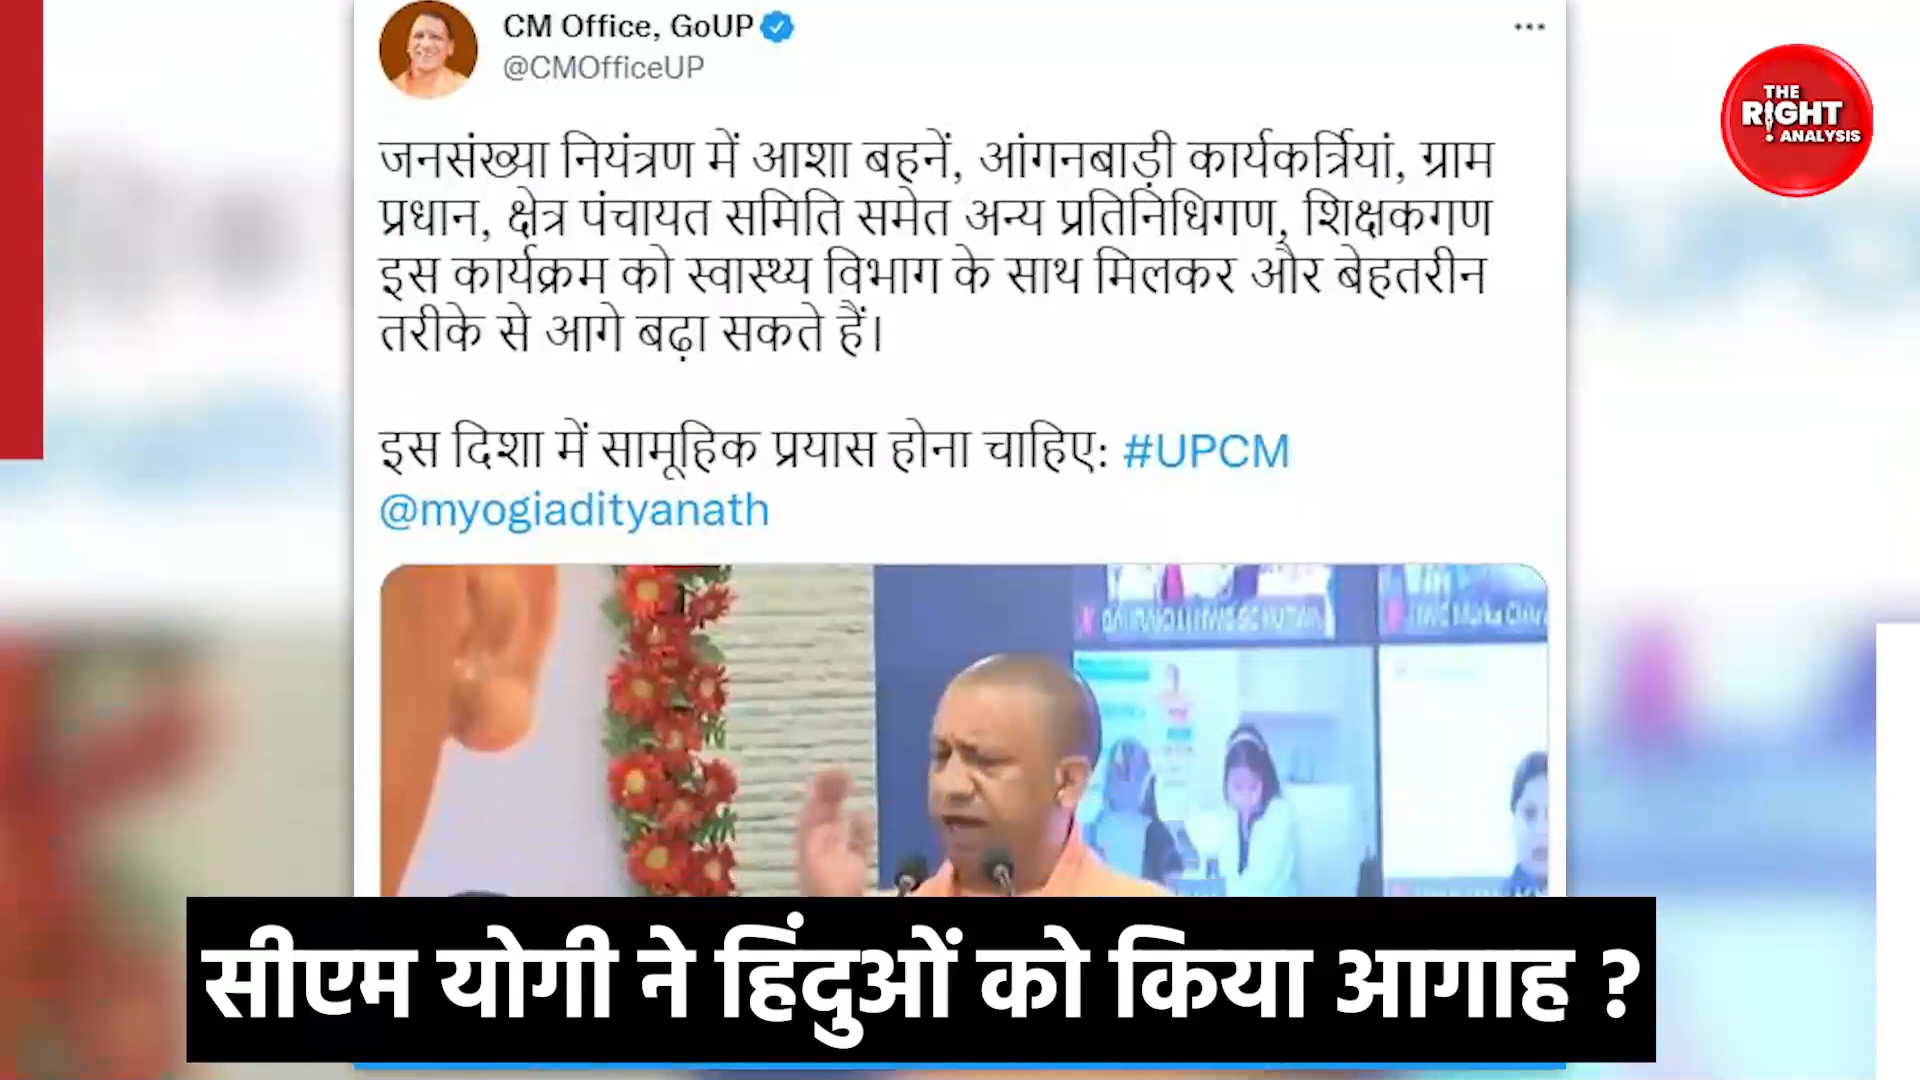 CM Office, GoUP
@CMOfficeUP
THE
RIGHT
ANALYSIS
जनसंख्या नियंत्रण में आशा बहनें, आंगनबाड़ी कार्यकर्त्रियां, ग्राम
प्रधान, क्षेत्र पंचायत समिति समेत अन्य प्रतिनिधिगण, शिक्षकगण
इस कार्यक्रम को स्वास्थ्य विभाग के साथ मिलकर और बेहतरीन
तरीके से आगे बढ़ा सकते हैं।
इस दिशा में सामूहिक प्रयास होना चाहिए: #UPCM
@myogiadityanath
सीएम योगी ने हिंदुओं को किया आगाह ?